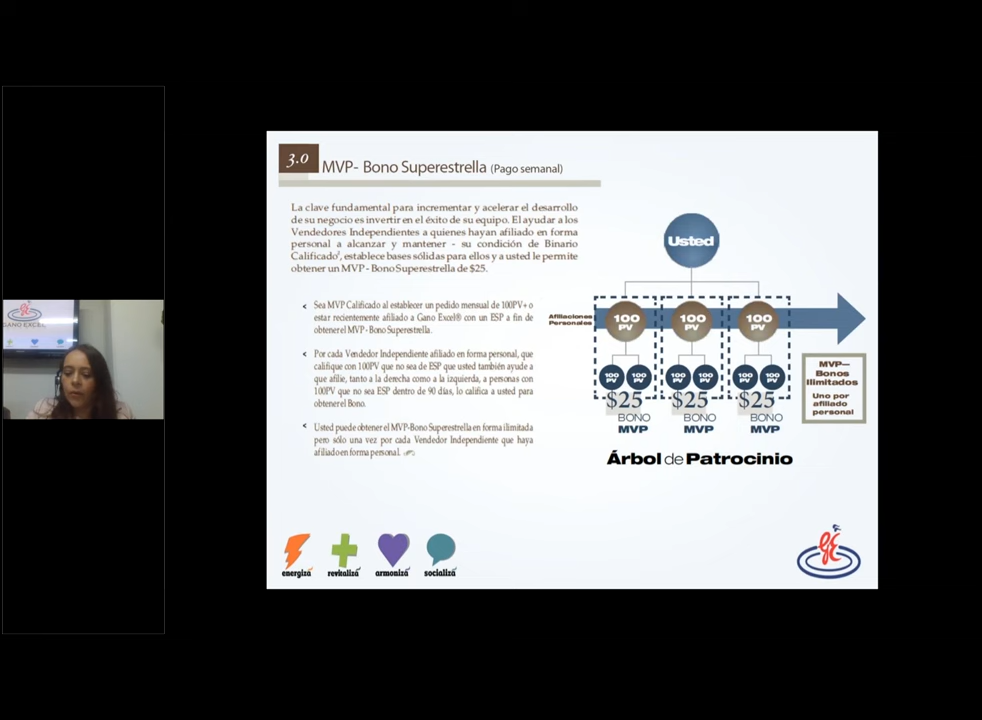 3.0
MVP- Bono Superestrella (Pago semanal)
La clave fundamental para incrementar y acelerar el desarrollo
de su negocio es invertir en el éxito de su equipo. El ayudar a los
Vendedores Independientes a quienes hayan afiliado en forma
personal a alcanzar y mantener - su condición de Binario
Calificado, establece bases sólidas para ellos y a usted le permite
obtener un MVP - Bono Superestrella de $25.
Sea MVP Calificado al establecer un pedido mensual de 100PV+ o
estar recientemente afiliado a Gano Excel® con un ESP a fin de
obtener el MVP- Bono Superestrella.
Por cada Vendedor Independiente afiliado en forma personal, que
califique con 100PV que no sea de ESP que usted también ayude a
que afilie, tanto a la derecha como a la izquierda, a personas con
100PV que no sea ESP dentro de 90 días, lo califica a usted para
obtener el Bono.
Usted puede obtener el MVP-Bono Superestrella en forma ilimitada
pero sólo una vez por cada Vendedor Independiente que haya
afiliado en forma personal.
Usted
Afiliaciones
Personales
100
PV
100
PV
100
PV
100
PV
100
PV
100
PV
100
PV
100
PV
100
PV
$25
BONO
MVP
$25
BONO
MVP
$25
BONO
MVP
MVP—
Bonos
Ilimitados
Uno por
afiliado
personal
Árbol de Patrocinio
energizá
revitalizá
armonizá
socializá
GE
GANO EXCEL